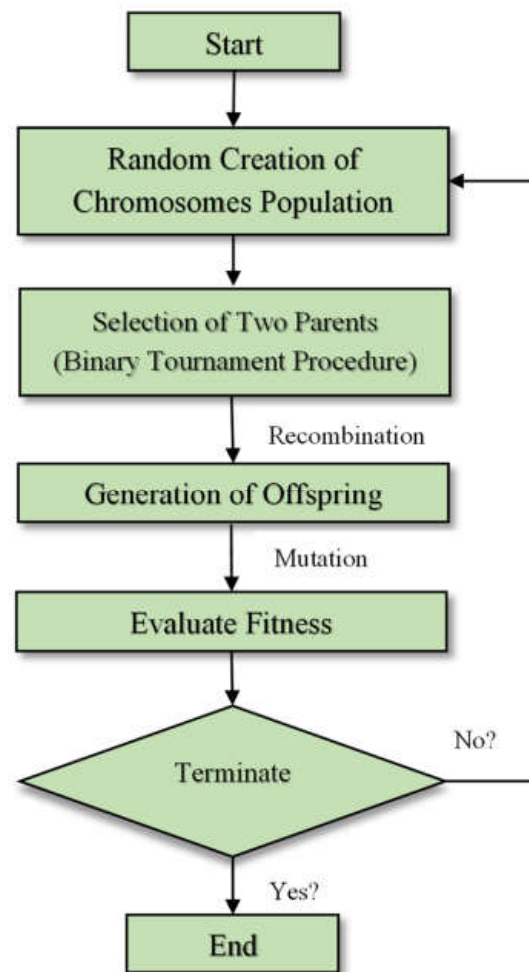 Start
Random Creation of
Chromosomes Population
Selection of Two Parents
(Binary Tournament Procedure)
Recombination
Generation of Offspring
Mutation
Evaluate Fitness
Terminate
No?
Yes?
End